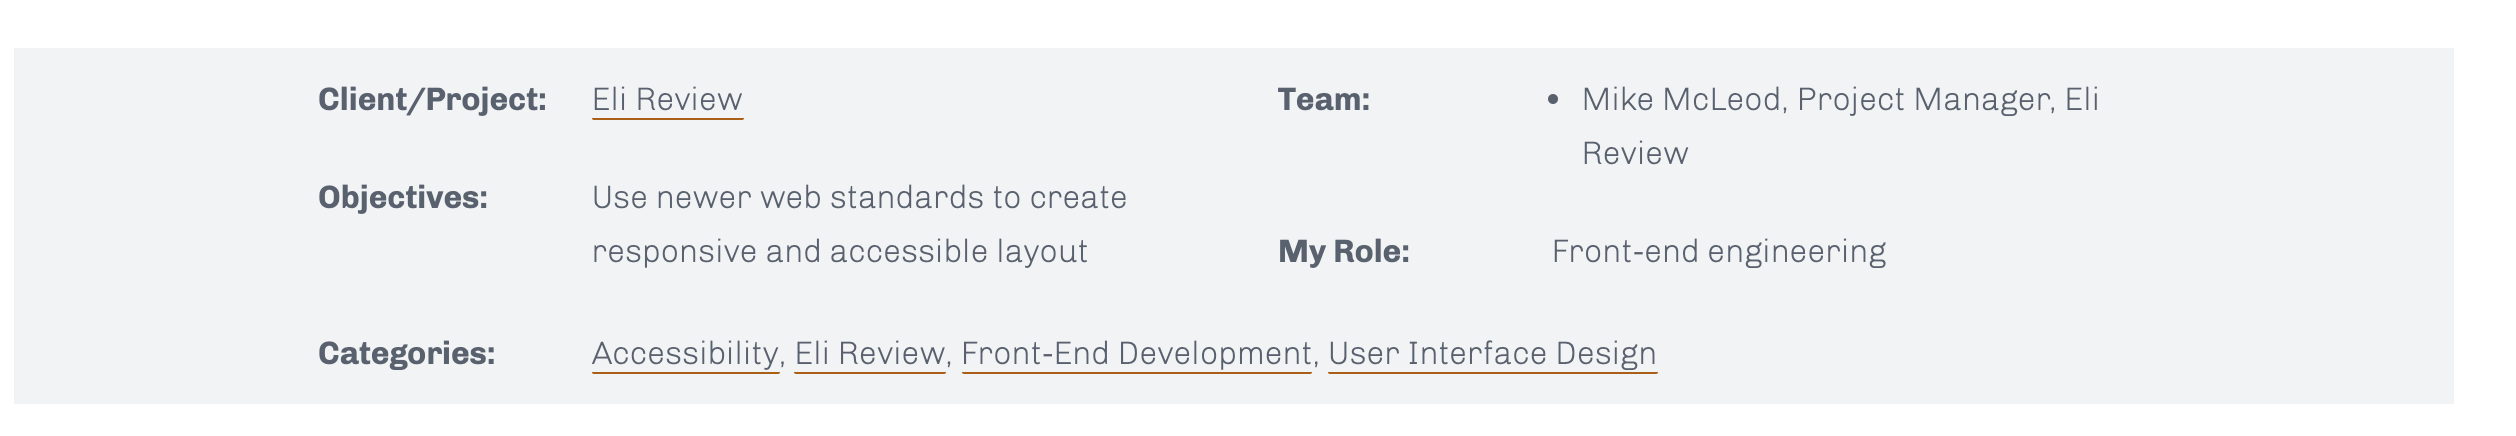 Client/Project: Eli Review
Objectives: Use newer web standards to create
responsive and accessible layout
Team: • Mike McLeod, Project Manager, Eli
Review
My Role: Front-end engineering
Categories: Accessibility, Eli Review, Front-End Development, User Interface Design